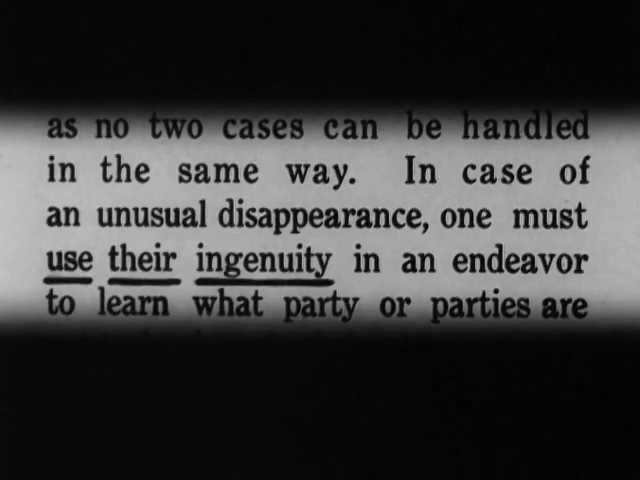 as no two cases can be handled
in the same way. In case of
an unusual disappearance, one must
use their ingenuity in an endeavor
to learn what party or parties are